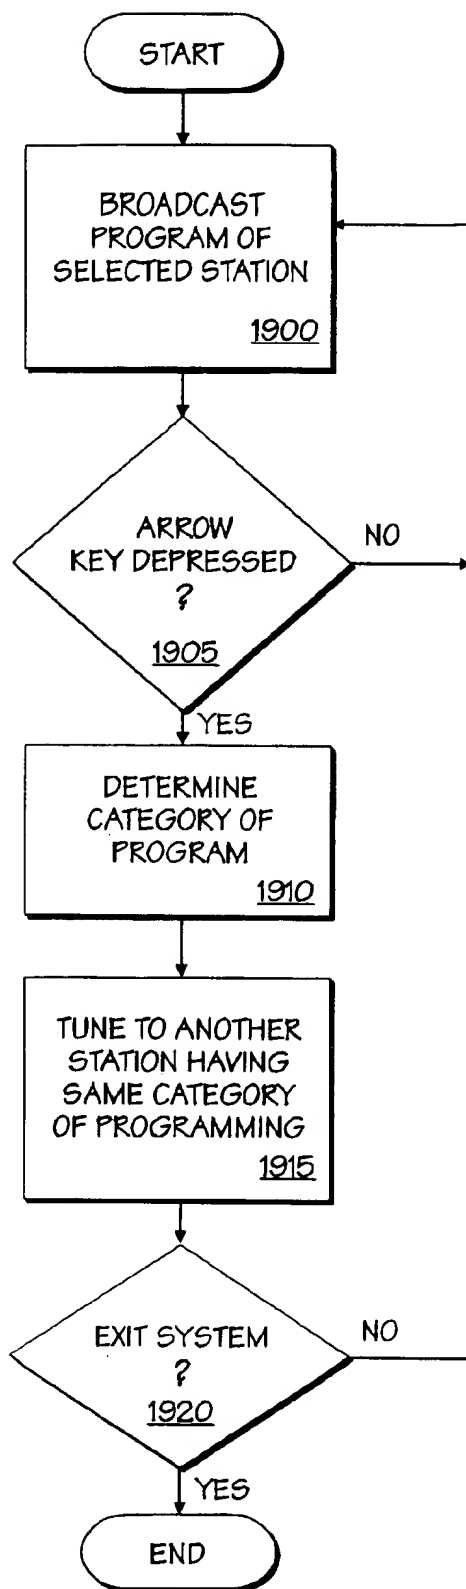 START
BROADCAST
PROGRAM OF
SELECTED STATION
1900
ARROW
KEY DEPRESSED
?
1905
NO
YES
DETERMINE
CATEGORY OF
PROGRAM
1910
TUNE TO ANOTHER
STATION HAVING
SAME CATEGORY
OF PROGRAMMING
1915
EXIT SYSTEM
?
1920
NO
YES
END